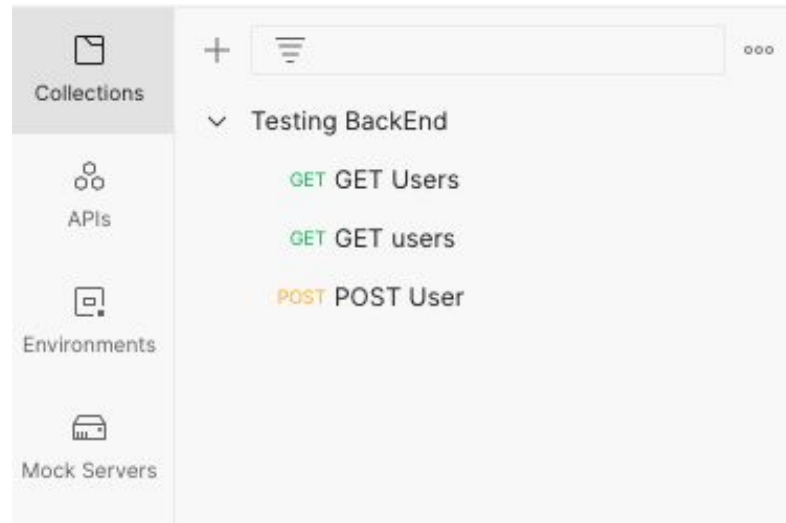 Collections
Testing BackEnd
GET GET Users
APIs
GET GET users
POST POST User
Environments
Mock Servers